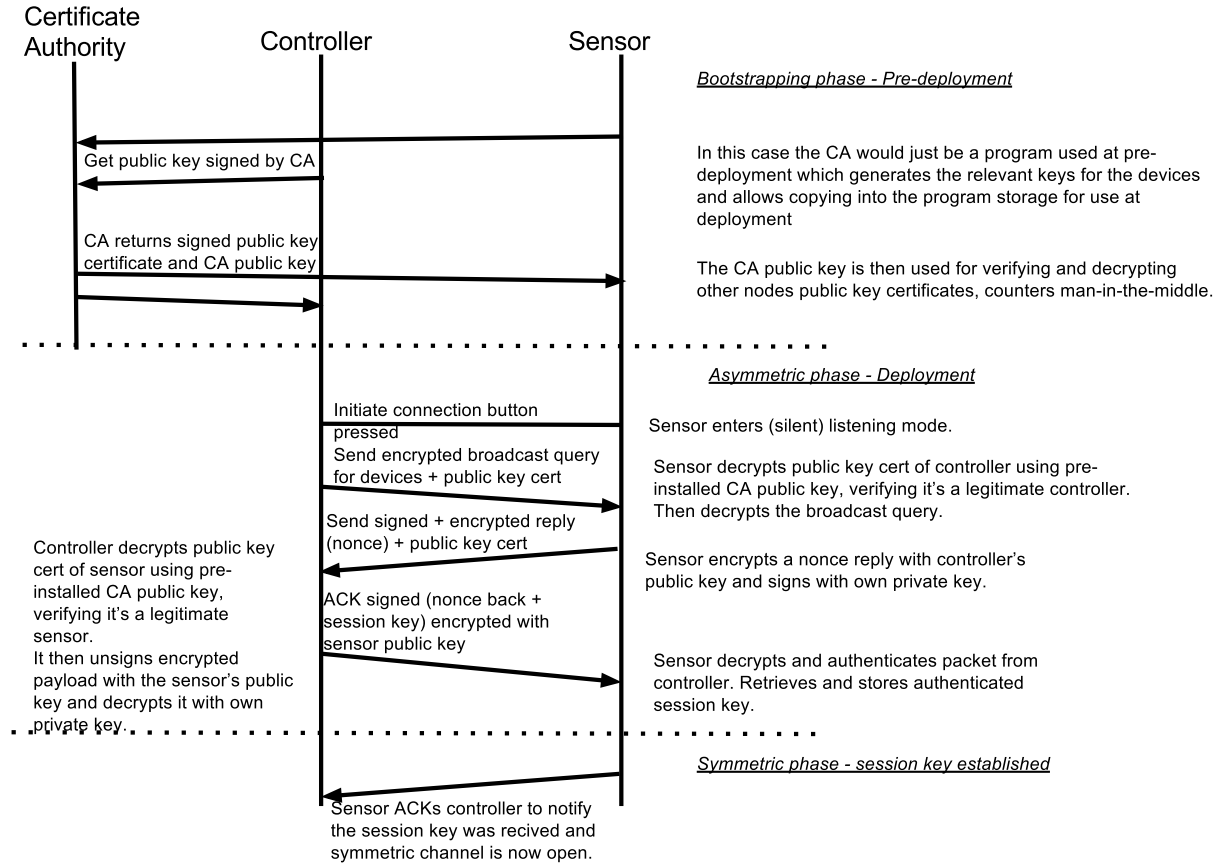 Certificate
Authority
Controller
Sensor
Bootstrapping phase - Pre-deployment
Get public key signed by CA
In this case the CA would just be a program used at pre-
deployment which generates the relevant keys for the devices
and allows copying into the program storage for use at
deployment
CA returns signed public key
certificate and CA public key
The CA public key is then used for verifying and decrypting
other nodes public key certificates, counters man-in-the-middle.
Asymmetric phase - Deployment
Initiate connection button
pressed
Sensor enters (silent) listening mode.
Send encrypted broadcast query
for devices + public key cert
Sensor decrypts public key cert of controller using pre-
installed CA public key, verifying it's a legitimate controller.
Then decrypts the broadcast query.
Send signed + encrypted reply
(nonce) + public key cert
Sensor encrypts a nonce reply with controller's
public key and signs with own private key.
Controller decrypts public key
cert of sensor using pre-
installed CA public key,
verifying it's a legitimate
sensor.
It then unsigns encrypted
payload with the sensor's public
key and decrypts it with own
private key.
ACK signed (nonce back +
session key) encrypted with
sensor public key
Sensor decrypts and authenticates packet from
controller. Retrieves and stores authenticated
session key.
Symmetric phase - session key established
Sensor ACKs controller to notify
the session key was recived and
symmetric channel is now open.